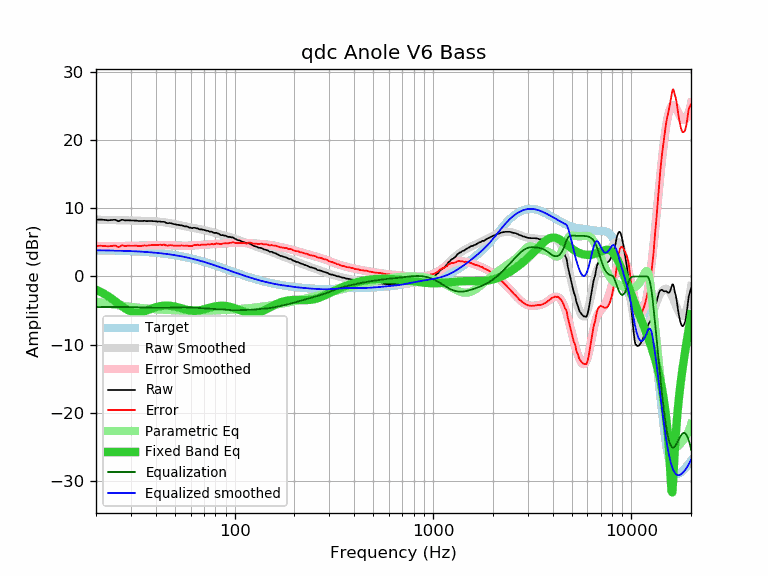 qdc Anole V6 Bass
30
20
10
0
−10
−20
−30
Amplitude (dBr)
Target
Raw Smoothed
Error Smoothed
Raw
Error
Parametric Eq
Fixed Band Eq
Equalization
Equalized smoothed
100
1000
10000
Frequency (Hz)